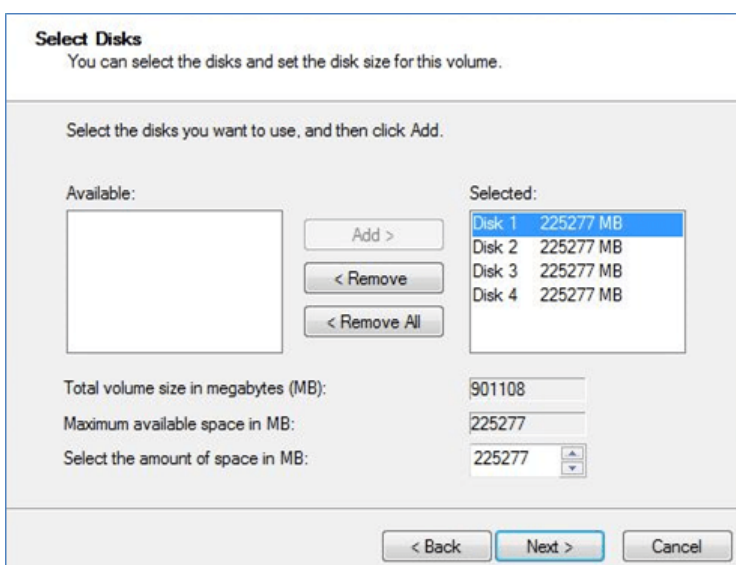 Select Disks
You can select the disks and set the disk size for this volume.
Select the disks you want to use, and then click Add.
Available:
Selected:
Add >
< Remove
< Remove All
Disk 1 225277 MB
Disk 2 225277 MB
Disk 3 225277 MB
Disk 4 225277 MB
Total volume size in megabytes (MB): 901108
Maximum available space in MB: 225277
Select the amount of space in MB: 225277
< Back Next > Cancel